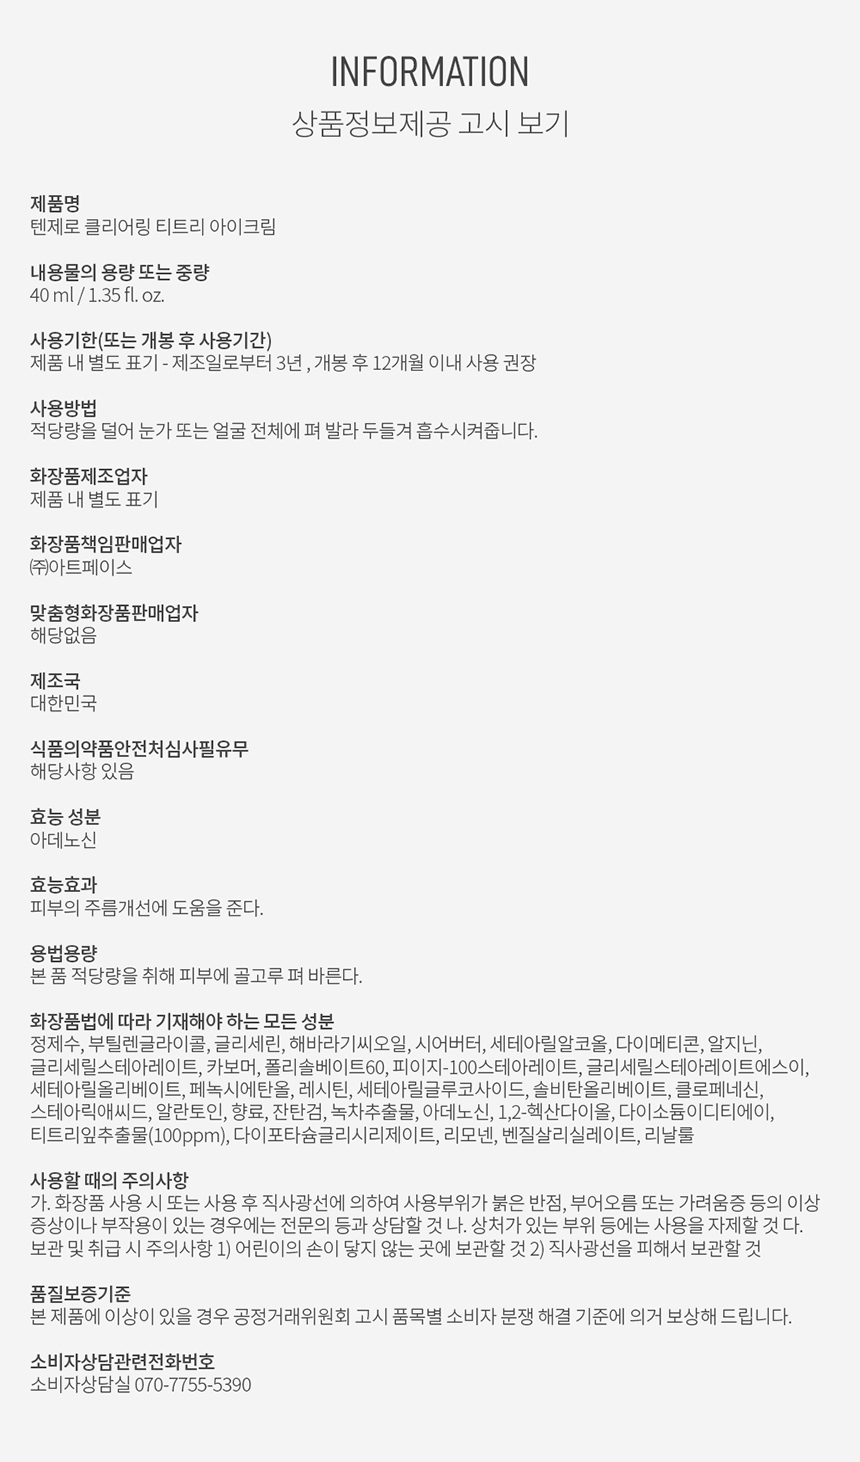 INFORMATION
상품정보제공 고시 보기
제품명
텐제로 클리어링 티트리 아이크림
내용물의 용량 또는 중량
40 ml / 1.35 fl. oz.
사용기한(또는 개봉 후 사용기간)
제품 내 별도 표기 - 제조일로부터 3년 , 개봉 후 12개월 이내 사용 권장
사용방법
적당량을 덜어 눈가 또는 얼굴 전체에 펴 발라 두들겨 흡수시켜줍니다.
화장품제조업자
제품 내 별도 표기
화장품책임판매업자
㈜아트페이스
맞춤형화장품판매업자
해당없음
제조국
대한민국
식품의약품안전처심사필유무
해당사항 있음
효능 성분
아데노신
효능효과
피부의 주름개선에 도움을 준다.
용법용량
본 품 적당량을 취해 피부에 골고루 펴 바른다.
화장품법에 따라 기재해야 하는 모든 성분
정제수, 부틸렌글라이콜, 글리세린, 해바라기씨오일, 시어버터, 세테아릴알코올, 다이메티콘, 알지닌,
글리세릴스테아레이트, 카보머, 폴리솔베이트60, 피이지-100스테아레이트, 글리세릴스테아레이트에스이,
세테아릴올리베이트, 페녹시에탄올, 레시틴, 세테아릴글루코사이드, 솔비탄올리베이트, 클로페네신,
스테아릭애씨드, 알란토인, 향료, 잔탄검, 녹차추출물, 아데노신, 1,2-헥산다이올, 다이소듐이디티에이,
티트리잎추출물(100ppm), 다이포타슘글리시리제이트, 리모넨, 벤질살리실레이트, 리날룰
사용할 때의 주의사항
가. 화장품 사용 시 또는 사용 후 직사광선에 의하여 사용부위가 붉은 반점, 부어오름 또는 가려움증 등의 이상
증상이나 부작용이 있는 경우에는 전문의 등과 상담할 것 나. 상처가 있는 부위 등에는 사용을 자제할 것 다.
보관 및 취급 시 주의사항 1) 어린이의 손이 닿지 않는 곳에 보관할 것 2) 직사광선을 피해서 보관할 것
품질보증기준
본 제품에 이상이 있을 경우 공정거래위원회 고시 품목별 소비자 분쟁 해결 기준에 의거 보상해 드립니다.
소비자상담관련전화번호
소비자상담실 070-7755-5390